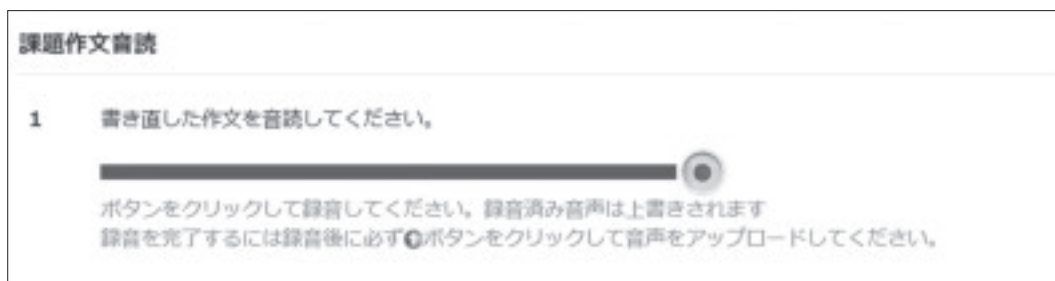 課題作文音読
1 書き直した作文を音読してください。
ボタンをクリックして録音してください。録音済み音声は上書きされます
録音を完了するには録音後に必ずボタンをクリックして音声をアップロードしてください。